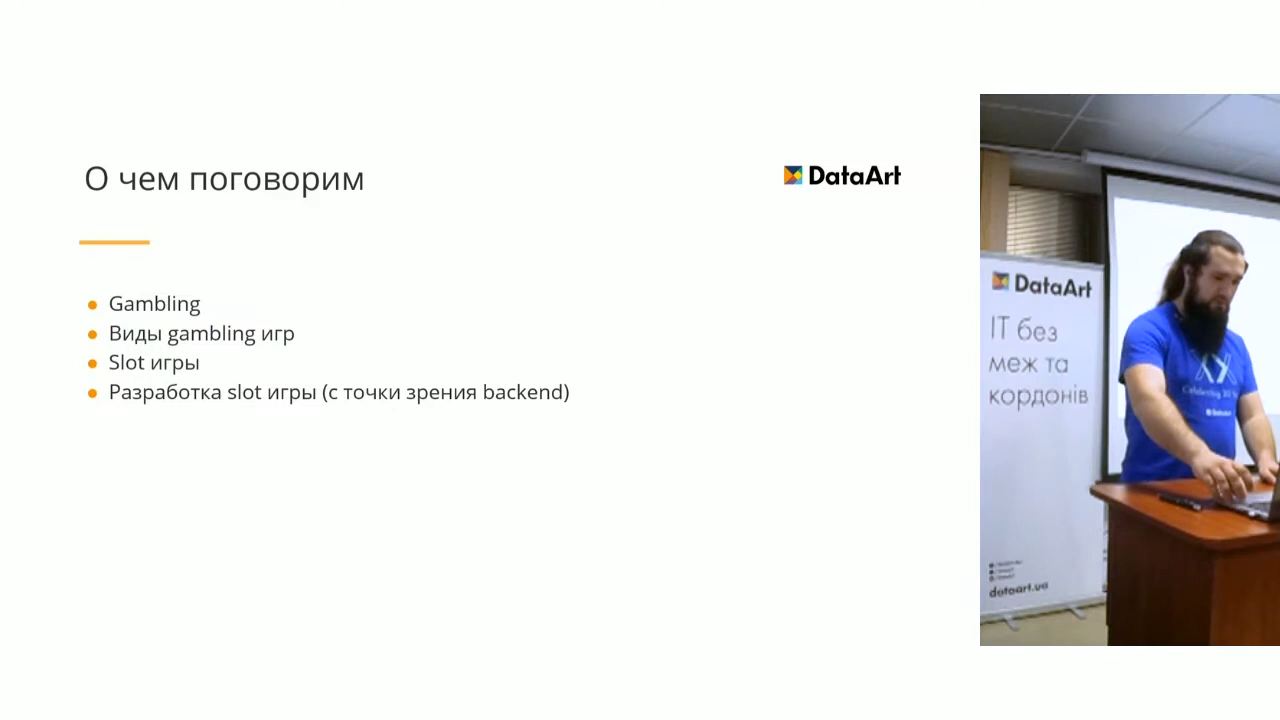 О чем поговорим
DataArt
Gambling
Виды gambling игр
Slot игры
Разработка slot игры (с точки зрения backend)
DataArt
ІТ без
меж та
кордонів
dataart.ua